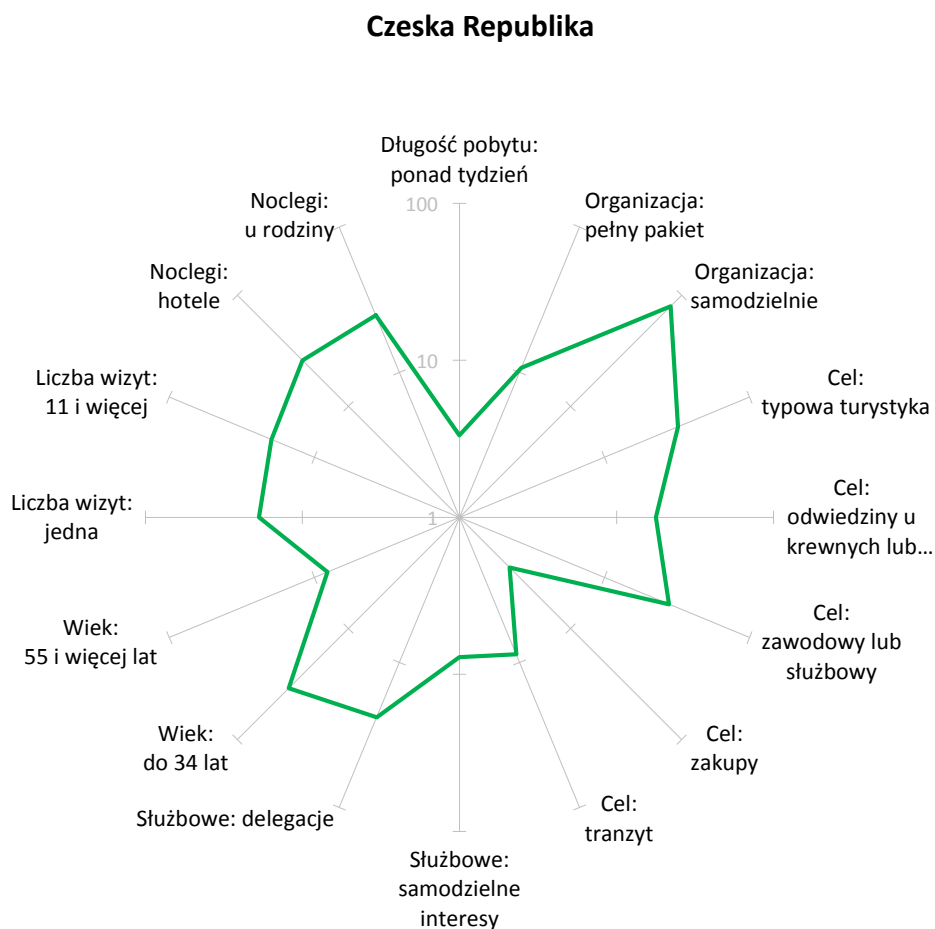 Czeska Republika
Długość pobytu:
ponad tydzień
Organizacja:
pełny pakiet
Organizacja:
samodzielnie
Cel:
typowa turystyka
Cel:
odwiedziny u
krewnych lub...
Cel:
zawodowy lub
służbowy
Cel:
zakupy
Cel:
tranzyt
Służbowe:
samodzielne
interesy
Służbowe: delegacje
Wiek:
do 34 lat
Wiek:
55 i więcej lat
Liczba wizyt:
jedna
Liczba wizyt:
11 i więcej
Noclegi:
hotele
Noclegi:
u rodziny
100
10
1